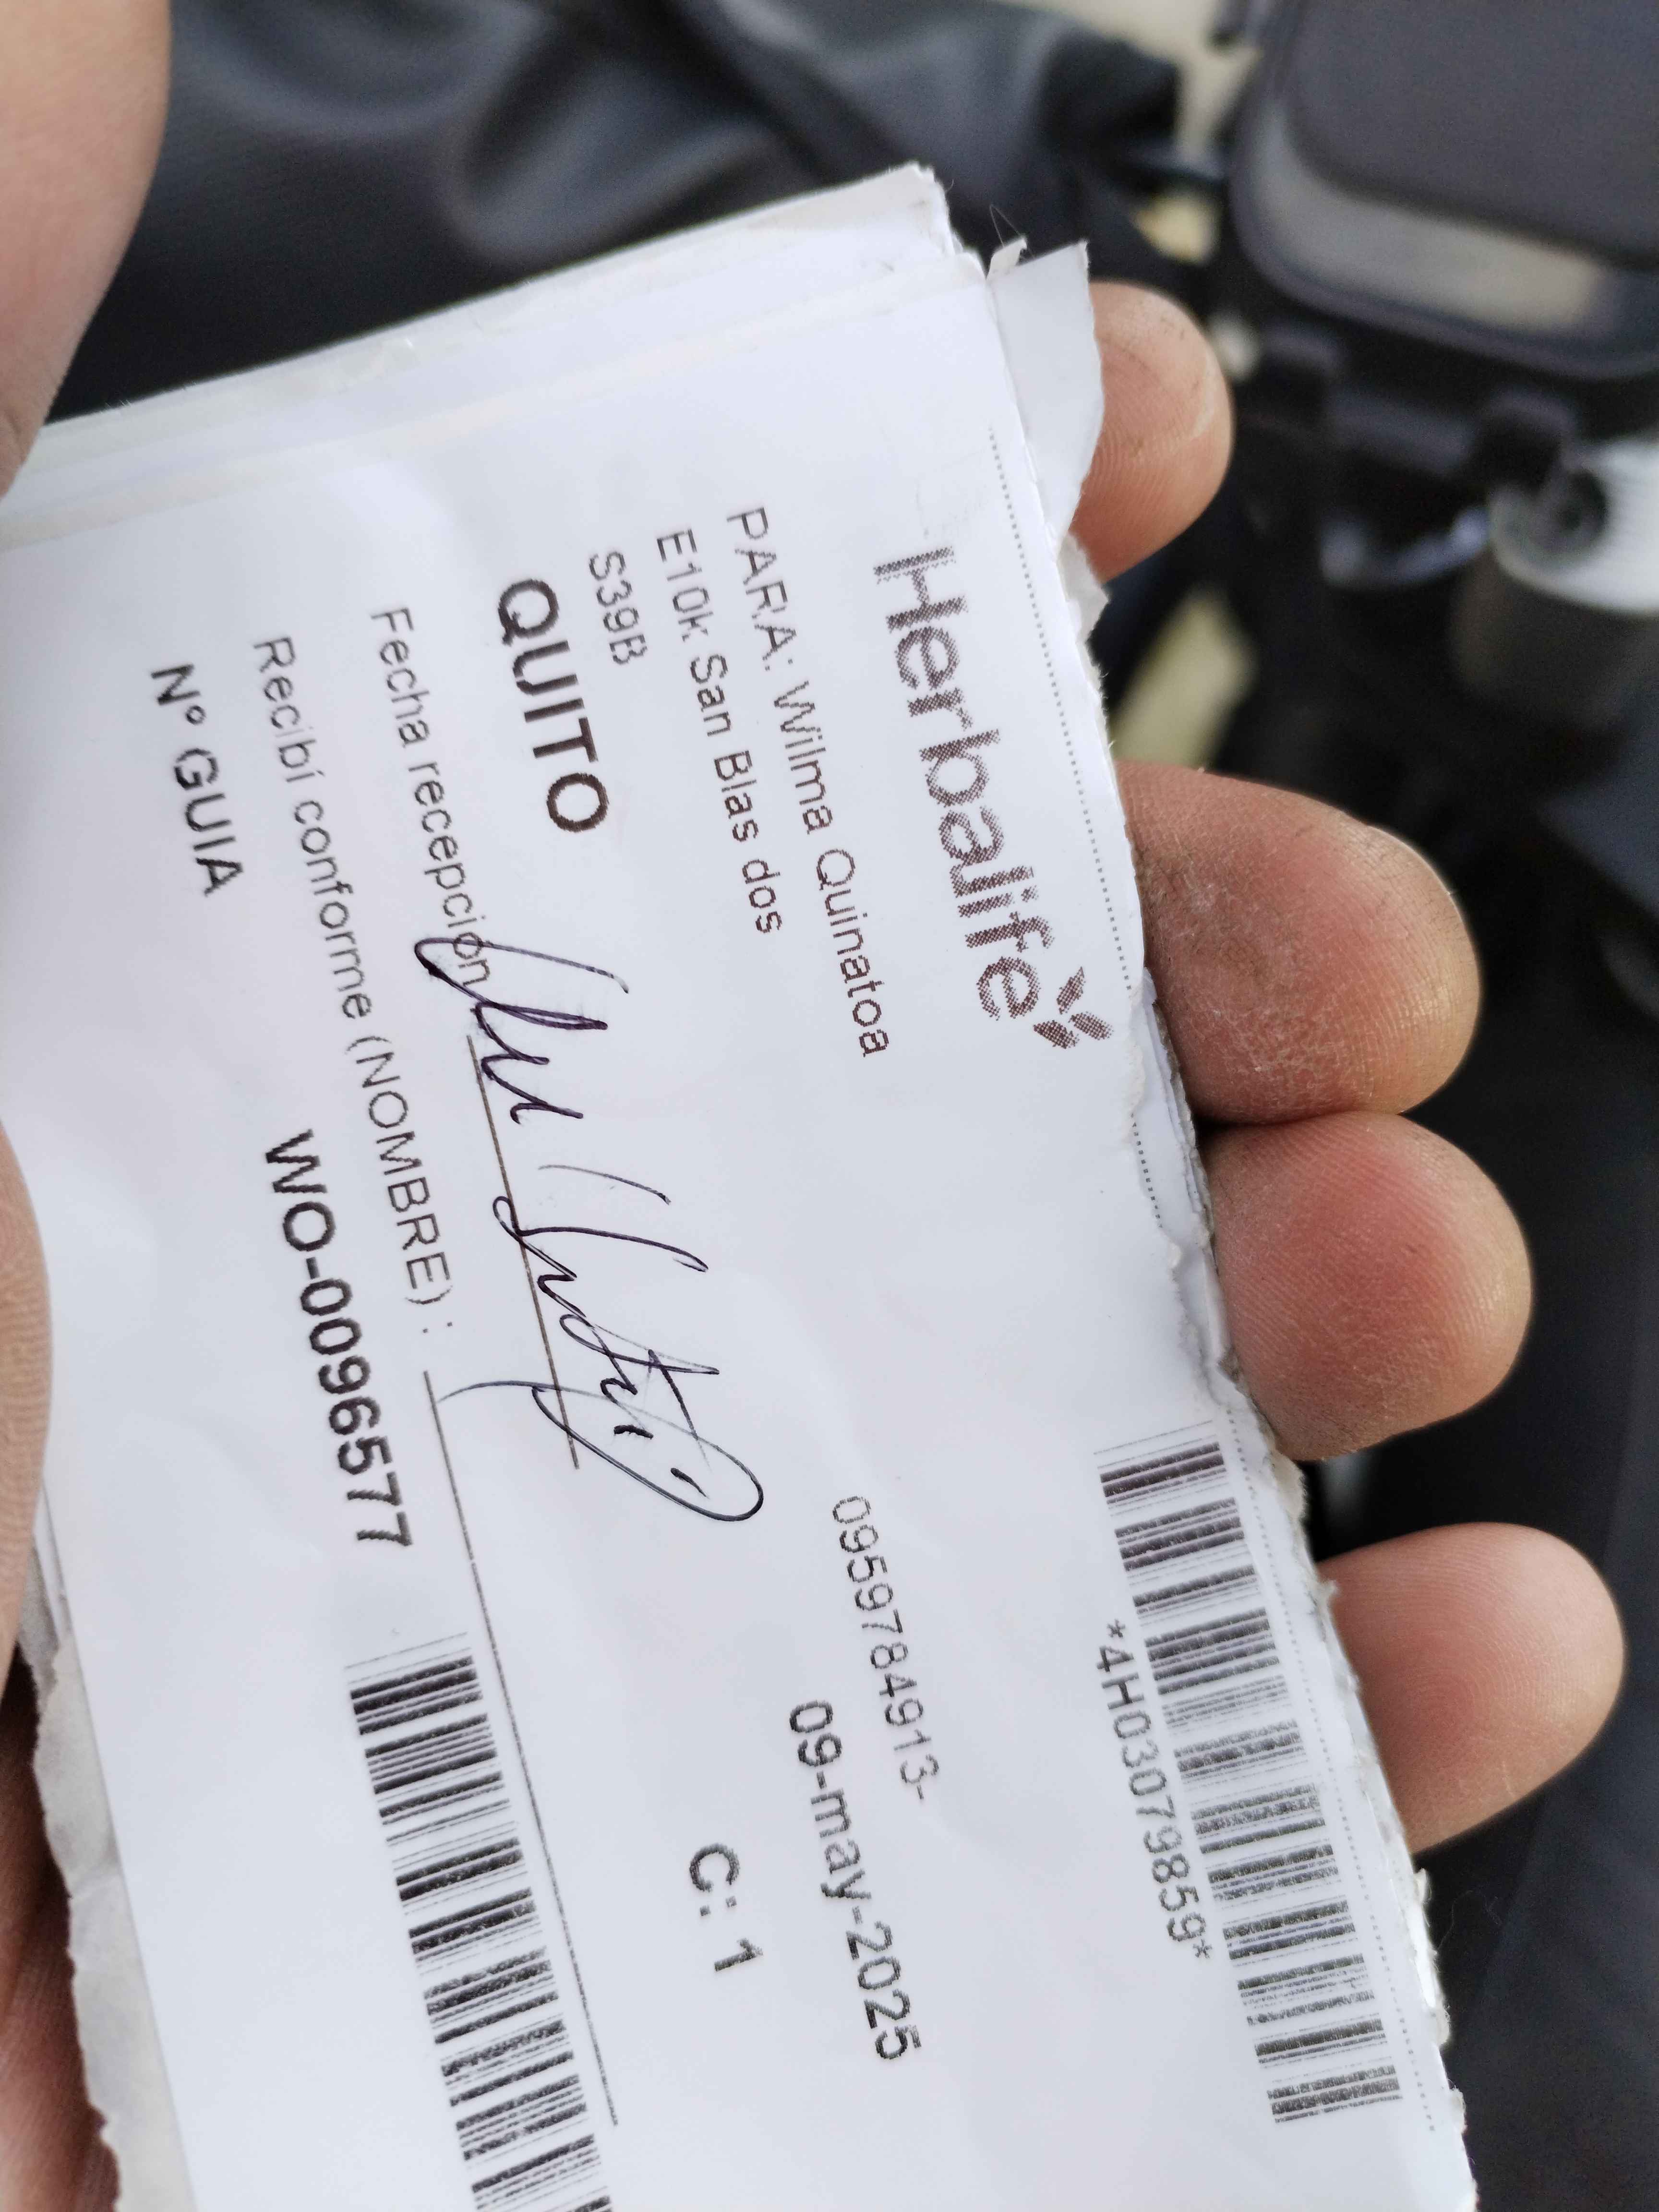 Herbalife
*4H03079859*
PARA: Wilma Quinatoa
0959784913-
E10k San Blas dos
09-may-2025
S39B
QUITO
C: 1
Fecha recepción
Recibí conforme (NOMBRE) :
N° GUIA
WO-0096577